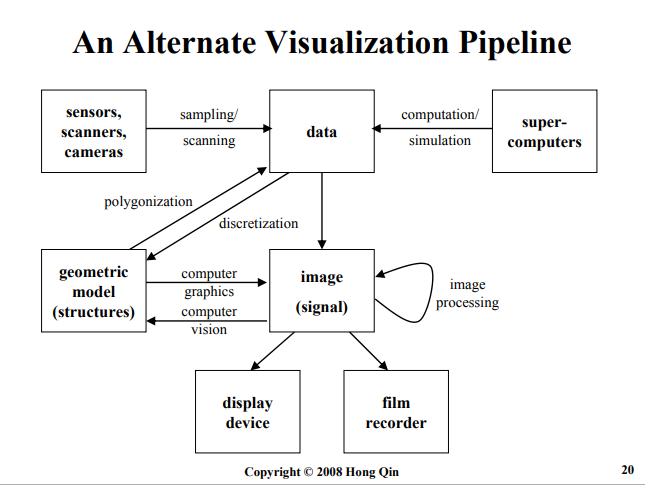 An Alternate Visualization Pipeline
sensors,
scanners,
cameras
sampling/
scanning
data
computation/
simulation
super-
computers
polygonization
discretization
geometric
model
(structures)
computer
graphics
computer
vision
image
(signal)
image
processing
display
device
film
recorder
Copyright © 2008 Hong Qin
20